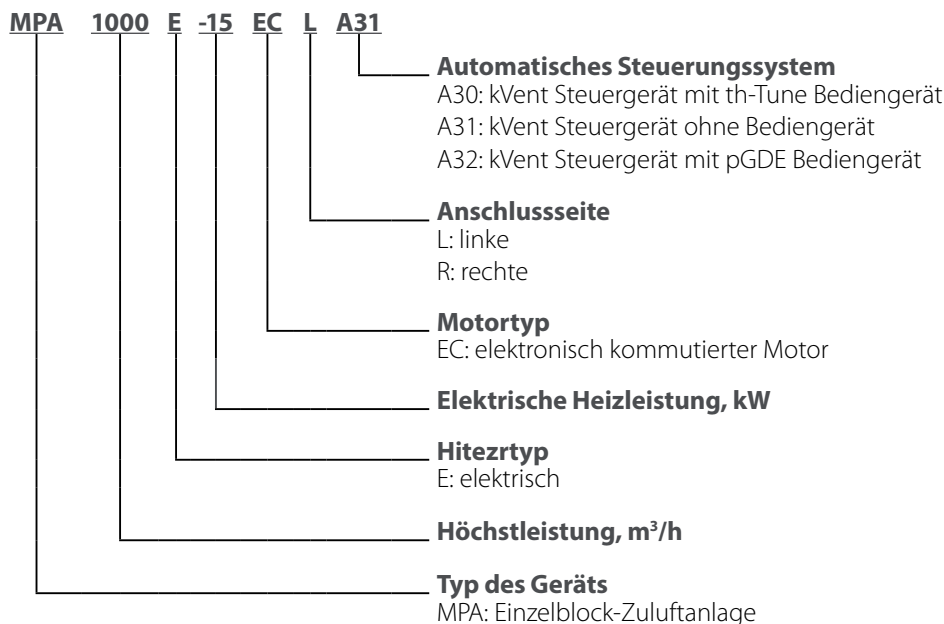 MPA 1000 E -15 EC L A31
Automatisches Steuerungssystem
A30: kVent Steuergerät mit th-Tune Bediengerät
A31: kVent Steuergerät ohne Bediengerät
A32: kVent Steuergerät mit pGDE Bediengerät
Anschlussseite
L: linke
R: rechte
Motortyp
EC: elektronisch kommutierter Motor
Elektrische Heizleistung, kW
Hitezrtyp
E: elektrisch
Höchstleistung, m³/h
Typ des Geräts
MPA: Einzelblock-Zuluftanlage